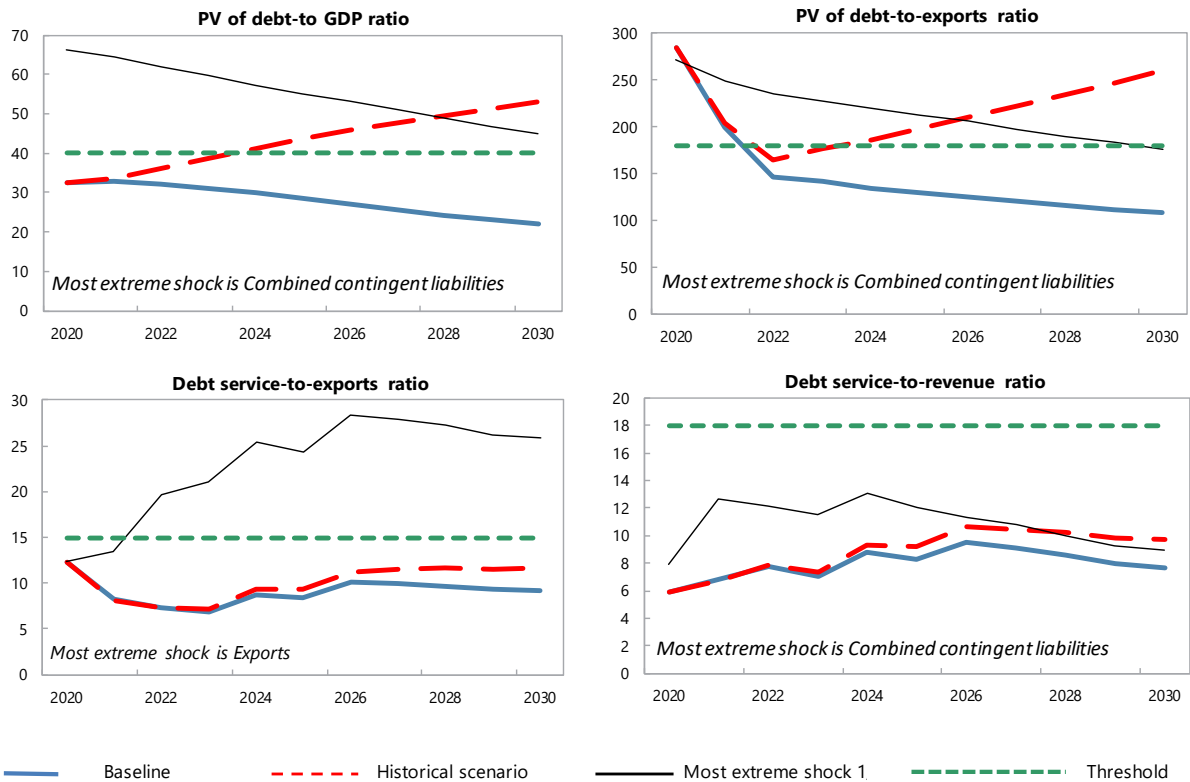 PV of debt-to GDP ratio
70
60
50
40
30
20
10
0
2020 2022 2024 2026 2028 2030
Most extreme shock is Combined contingent liabilities
PV of debt-to-exports ratio
300
250
200
150
100
50
0
2020 2022 2024 2026 2028 2030
Most extreme shock is Combined contingent liabilities
Debt service-to-exports ratio
30
25
20
15
10
5
0
2020 2022 2024 2026 2028 2030
Most extreme shock is Exports
Debt service-to-revenue ratio
20
18
16
14
12
10
8
6
4
2
0
2020 2022 2024 2026 2028 2030
Most extreme shock is Combined contingent liabilities
Baseline Historical scenario Most extreme shock 1 Threshold